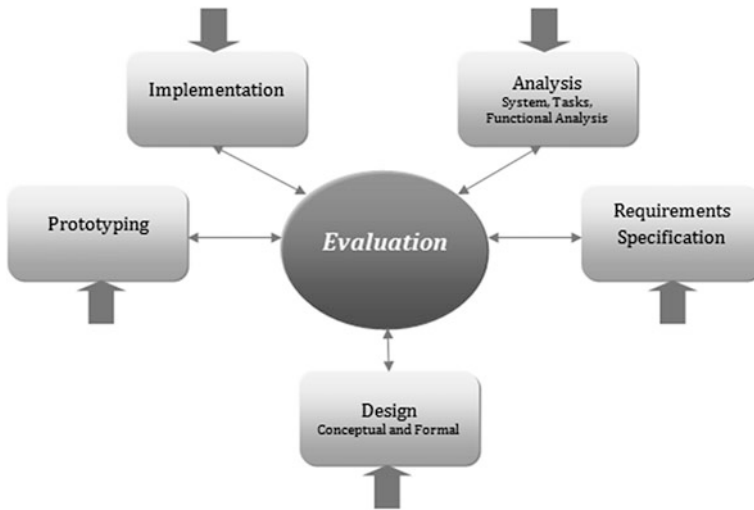 Implementation
Analysis
System, Tasks,
Functional Analysis
Prototyping
Evaluation
Requirements
Specification
Design
Conceptual and Formal